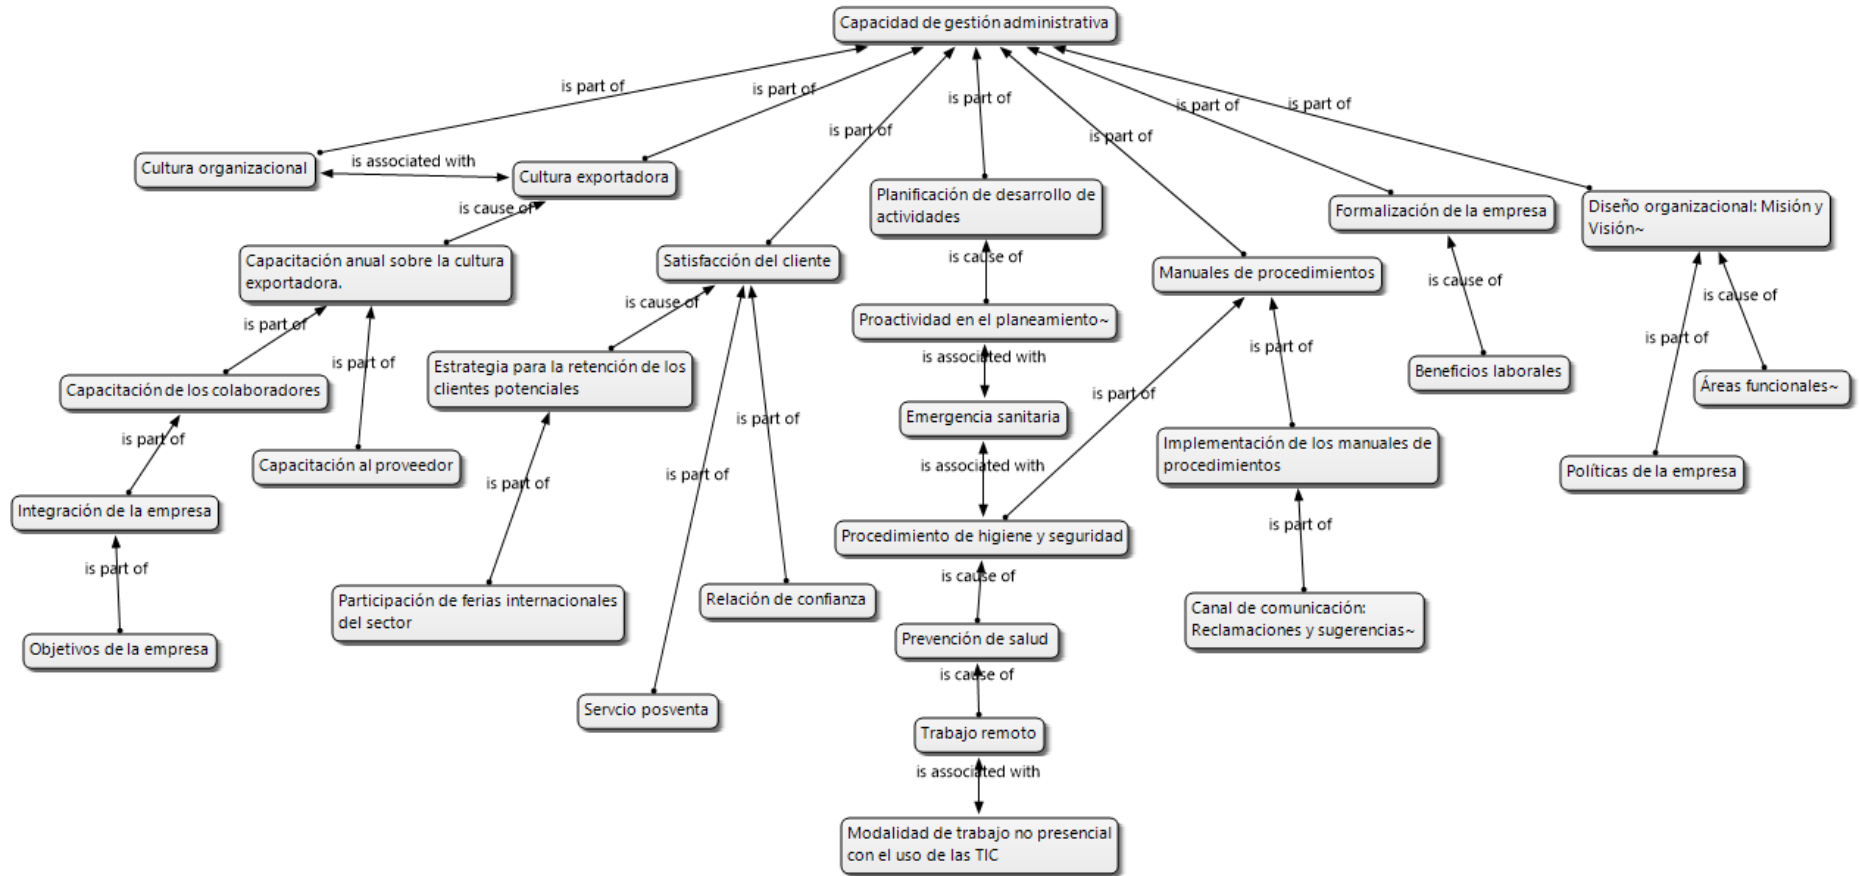 Capacidad de gestión administrativa
is part of
is part of
is part of
is part of
is part of
is part of
is part of
Cultura organizacional
is associated with
Cultura exportadora
Planificación de desarrollo de
actividades
Formalización de la empresa
Diseño organizacional: Misión y
Visión~
is cause of
Capacitación anual sobre la cultura
exportadora.
Satisfacción del cliente
is cause of
Manuales de procedimientos
is cause of
is cause of
is part of
is cause of
Proactividad en el planeamiento~
is part of
is part of
is part of
is associated with
Capacitación de los colaboradores
Estrategia para la retención de los
clientes potenciales
Beneficios laborales
Áreas funcionales~
is part of
is part of
Emergencia sanitaria
is part of
Capacitación al proveedor
is associated with
Implementación de los manuales de
procedimientos
Políticas de la empresa
is part of
is part of
Integración de la empresa
Procedimiento de higiene y seguridad
is part of
is part of
is cause of
Participación de ferias internacionales
del sector
Relación de confianza
Canal de comunicación:
Reclamaciones y sugerencias~
Objetivos de la empresa
Prevención de salud
is cause of
Servcio posventa
Trabajo remoto
is associated with
Modalidad de trabajo no presencial
con el uso de las TIC